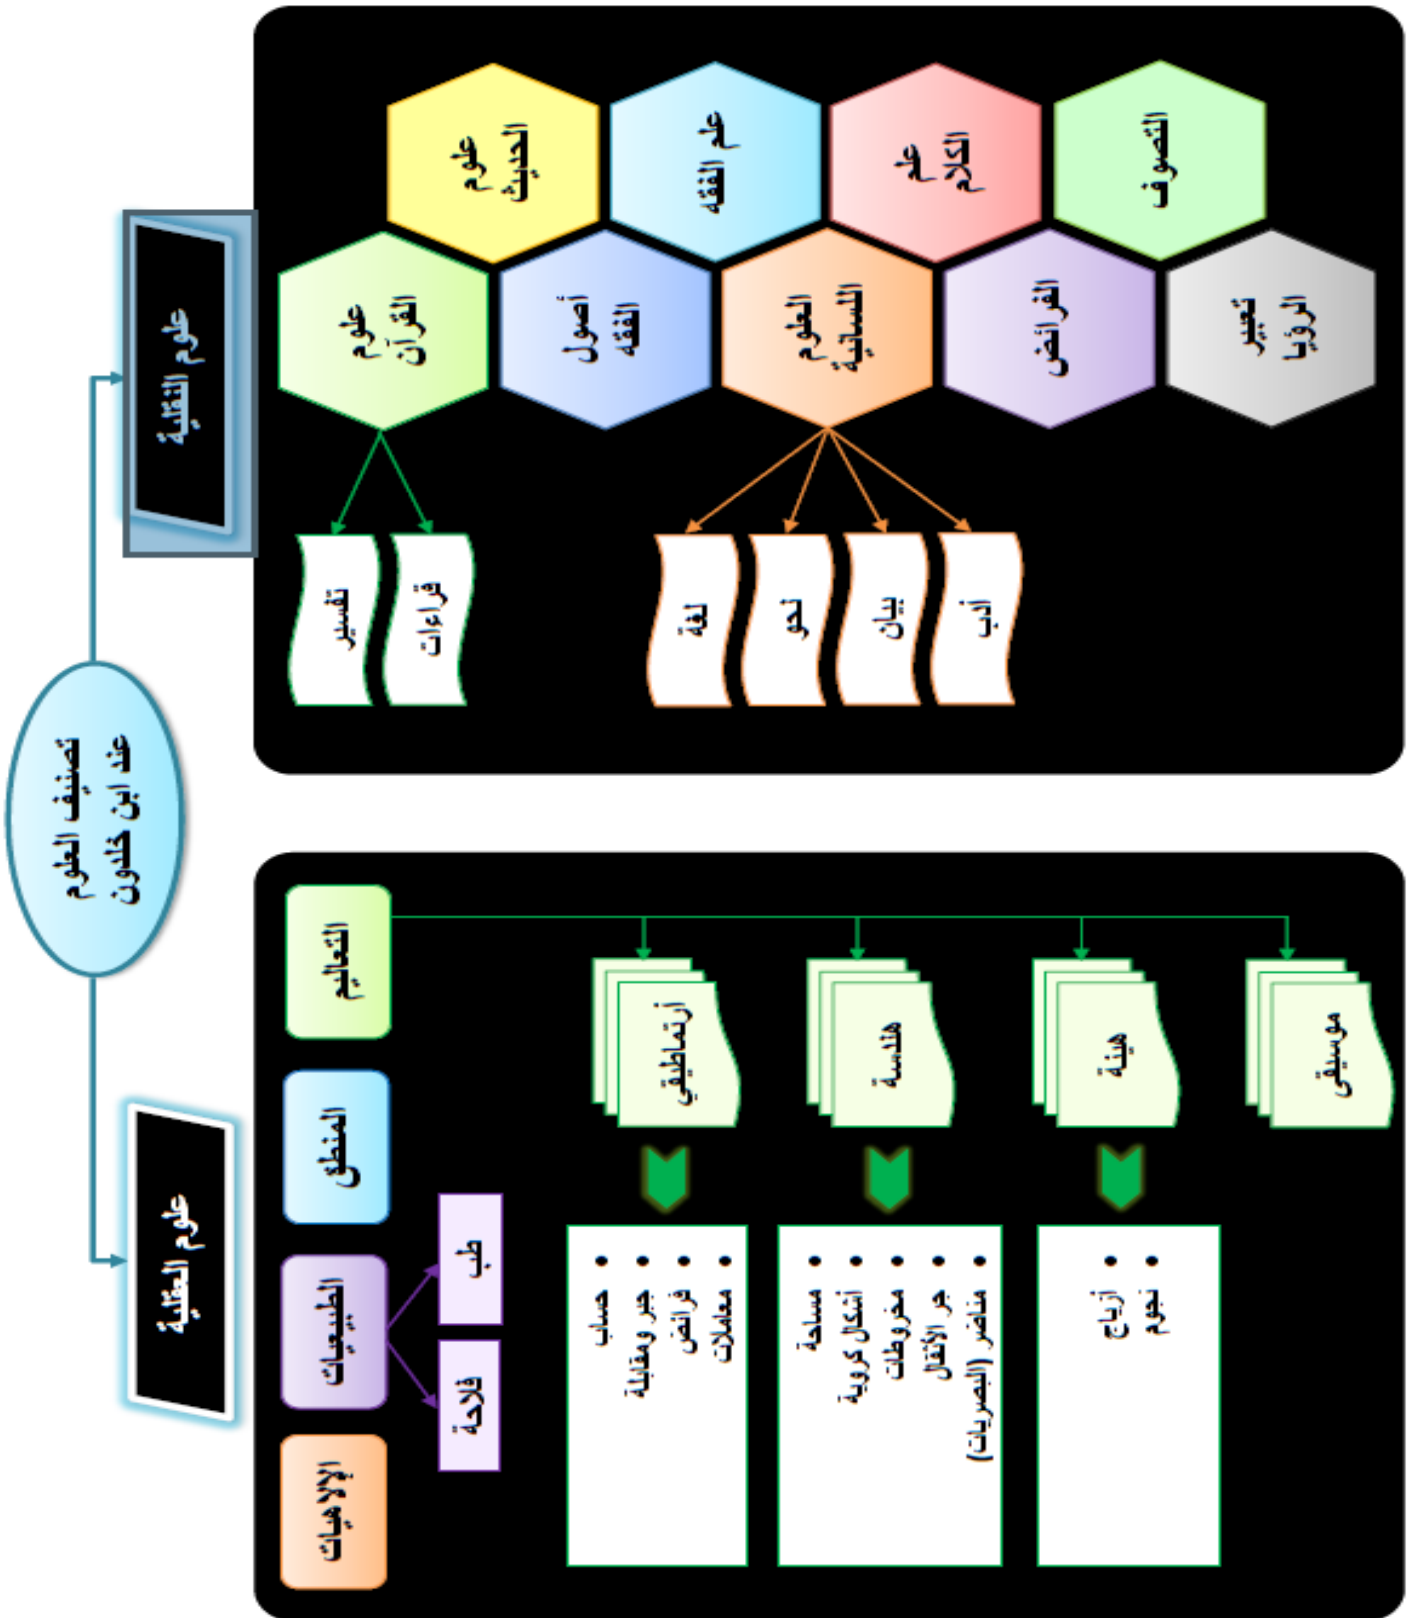 تصنيف العلوم
عند ابن خلدون
علوم النقلية
علوم
القرآن
علوم
الحديث
أصول
الفقه
علم الفقه
العلوم
اللسانية
علم
الكلام
الفرائض
التصوف
تعبير
الرؤيا
تفسير
قراءات
لغة
نحو
بيان
أدب
علوم العقلية
التعاليم
المنطق
الطبيعيات
الإلاهيات
طب
فلاحة
أرتماطيقي
• حساب
• جبر ومقابلة
• فرائض
• معاملات
هندسة
• مساحة
• أشكال كروية
• مخروطات
• جر الأثقال
• مناضر (البصريات)
هيئة
• أزياج
• نجوم
موسيقى